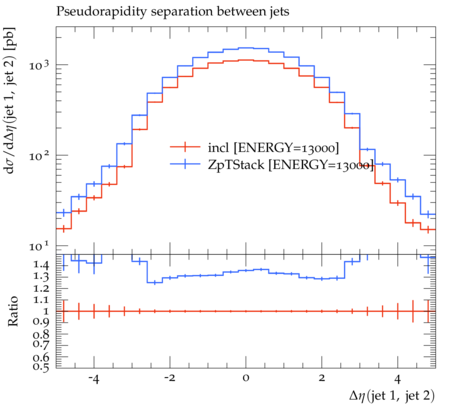 Pseudorapidity separation between jets
dσ/dΔη(jet 1, jet 2) [pb]
10³
10²
10¹
incl [ENERGY=13000]
ZpTStack [ENERGY=13000]
Ratio
1.4
1.3
1.2
1.1
1
0.9
0.8
0.7
0.6
0.5
-4 -2 0 2 4
Δη(jet 1, jet 2)